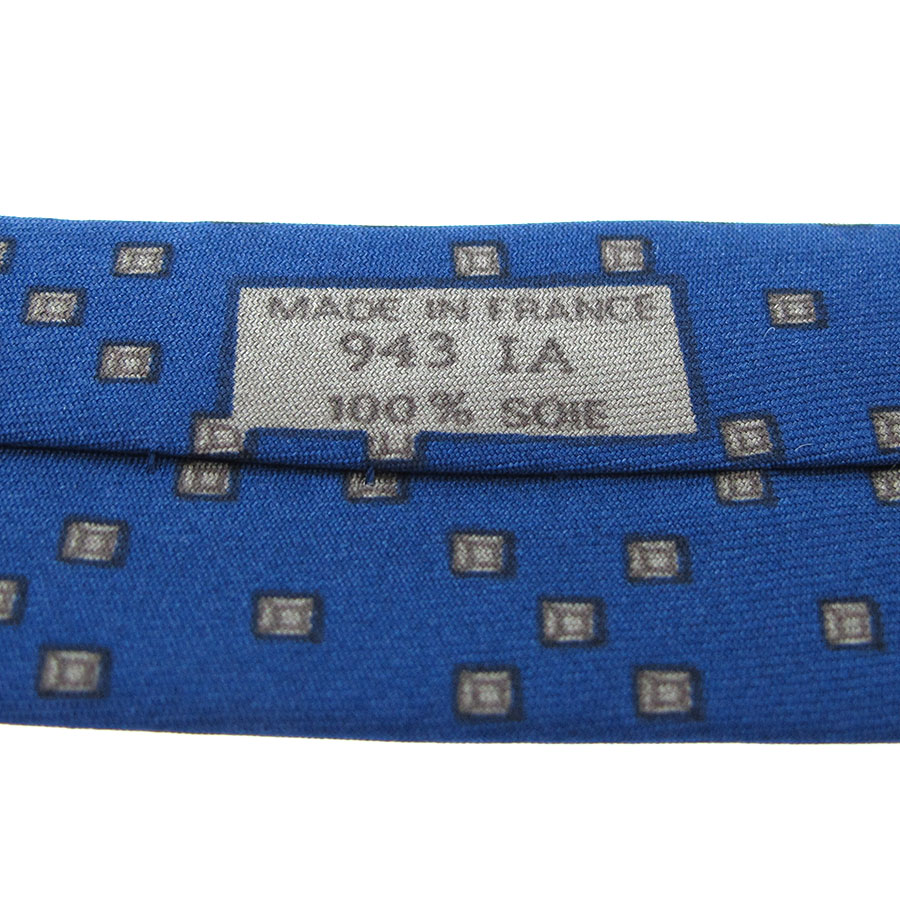 MADE IN FRANCE
943 IA
100% SOIE